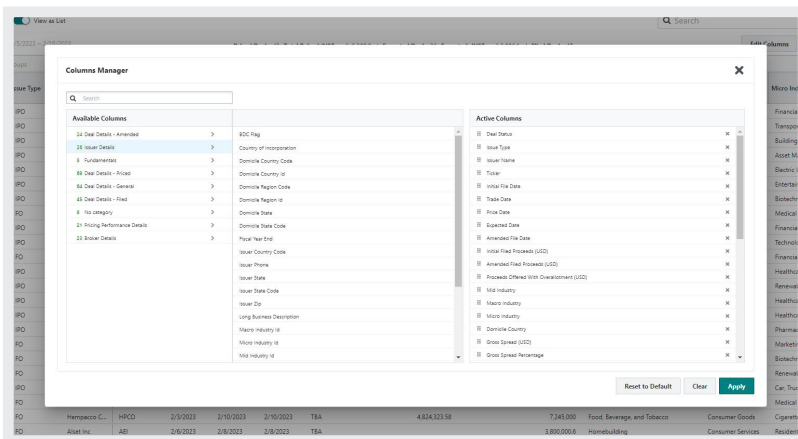 View as List
Search
Edit Columns
Issue Type
Micro Ind
Columns Manager
Search
Available Columns
24 Deal Details - Amended
26 Issuer Details
5 Fundamentals
69 Deal Details - Priced
64 Deal Details - General
45 Deal Details - Filed
8 No category
21 Pricing Performance Details
23 Broker Details
BDC Flag
Country of Incorporation
Domicile Country Code
Domicile Country Id
Domicile Region Code
Domicile Region Id
Domicile State
Domicile State Code
Fiscal Year End
Issuer Country Code
Issuer Phone
Issuer State
Issuer State Code
Issuer Zip
Long Business Description
Macro Industry Id
Micro Industry Id
Mid Industry Id
Active Columns
Deal Status
Issue Type
Issuer Name
Ticker
Initial File Date
Trade Date
Price Date
Expected Date
Amended File Date
Initial Filed Proceeds (USD)
Amended Filed Proceeds (USD)
Proceeds Offered With Overallotment (USD)
Mid Industry
Macro Industry
Micro Industry
Domicile Country
Gross Spread (USD)
Gross Spread Percentage
Reset to Default
Clear
Apply
IPO
IPO
IPO
IPO
IPO
IPO
FO
FO
IPO
IPO
FO
IPO
IPO
IPO
IPO
IPO
FO
FO
FO
IPO
FO
Financia
Transpo
Building
Asset M
Electric I
Entertain
Biotechn
Medical
Financia
Technolo
Financia
Healthca
Renewal
Healthca
Healthca
Pharmac
Marketin
Biotechn
Renewal
Car, Truc
Medical
FO Hempacco C... HPCO 2/3/2023 2/10/2023 2/10/2023 TBA 4,824,323.58 7,245,000 Food, Beverage, and Tobacco Consumer Goods Cigarett
FO Alset Inc AEI 2/6/2023 2/8/2023 2/8/2023 TBA 3,800,000.6 Homebuilding Consumer Services Resident